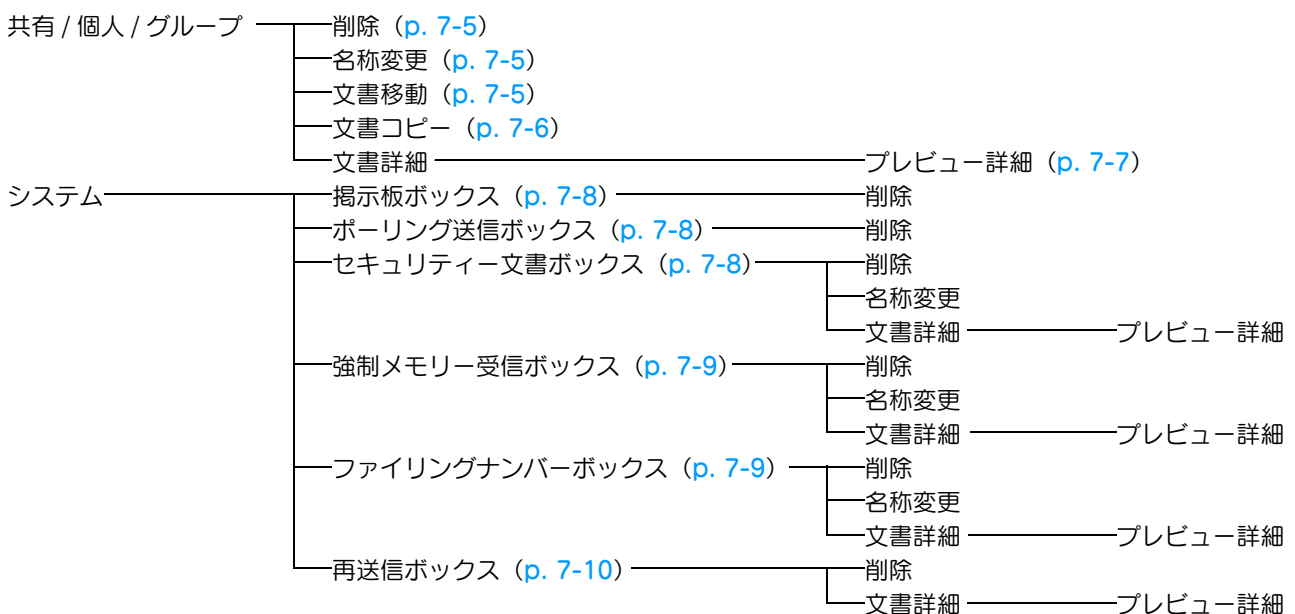 共有 / 個人 / グループ 削除（p. 7-5）
名称変更（p. 7-5）
文書移動（p. 7-5）
文書コピー（p. 7-6）
文書詳細 プレビュー詳細（p. 7-7）
システム 掲示板ボックス（p. 7-8） 削除
ポーリング送信ボックス（p. 7-8） 削除
セキュリティー文書ボックス（p. 7-8） 削除
名称変更
文書詳細 プレビュー詳細
強制メモリー受信ボックス（p. 7-9） 削除
名称変更
文書詳細 プレビュー詳細
ファイリングナンバーボックス（p. 7-9） 削除
名称変更
文書詳細 プレビュー詳細
再送信ボックス（p. 7-10） 削除
文書詳細 プレビュー詳細